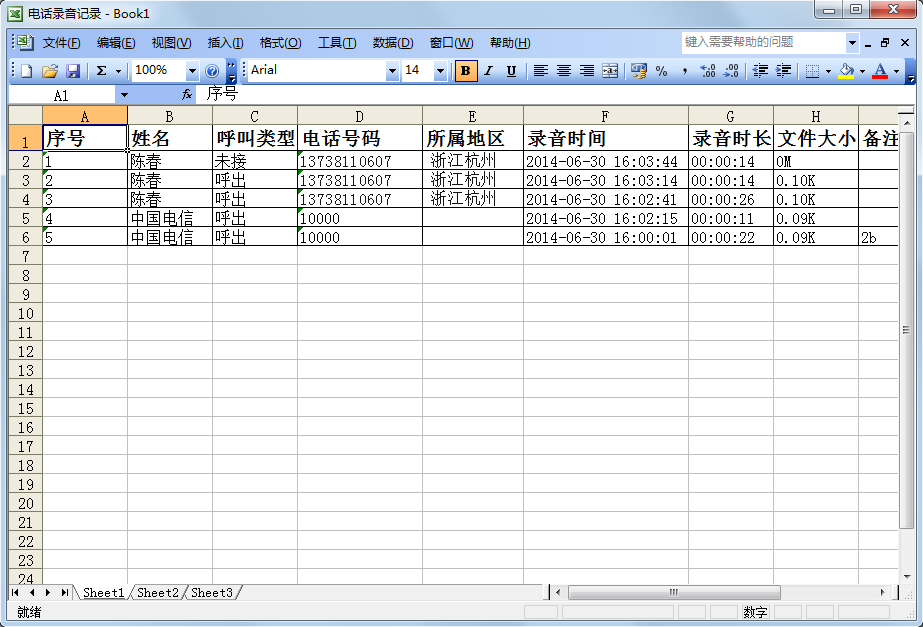 电话录音记录 - Book1
文件(F) 编辑(E) 视图(V) 插入(I) 格式(O) 工具(T) 数据(D) 窗口(W) 帮助(H) 键入需要帮助的问题
Σ 100% Arial 14 B I U % ,
A1 fx 序号
A B C D E F G H
1 序号 姓名 呼叫类型 电话号码 所属地区 录音时间 录音时长 文件大小 备注
2 1 陈春 未接 13738110607 浙江杭州 2014-06-30 16:03:44 00:00:14 0M
3 2 陈春 呼出 13738110607 浙江杭州 2014-06-30 16:03:14 00:00:14 0.10K
4 3 陈春 呼出 13738110607 浙江杭州 2014-06-30 16:02:41 00:00:26 0.10K
5 4 中国电信 呼出 10000 2014-06-30 16:02:15 00:00:11 0.09K
6 5 中国电信 呼出 10000 2014-06-30 16:00:01 00:00:22 0.09K 2b
7
8
9
10
11
12
13
14
15
16
17
18
19
20
21
22
23
24
Sheet1 Sheet2 Sheet3
就绪 数字